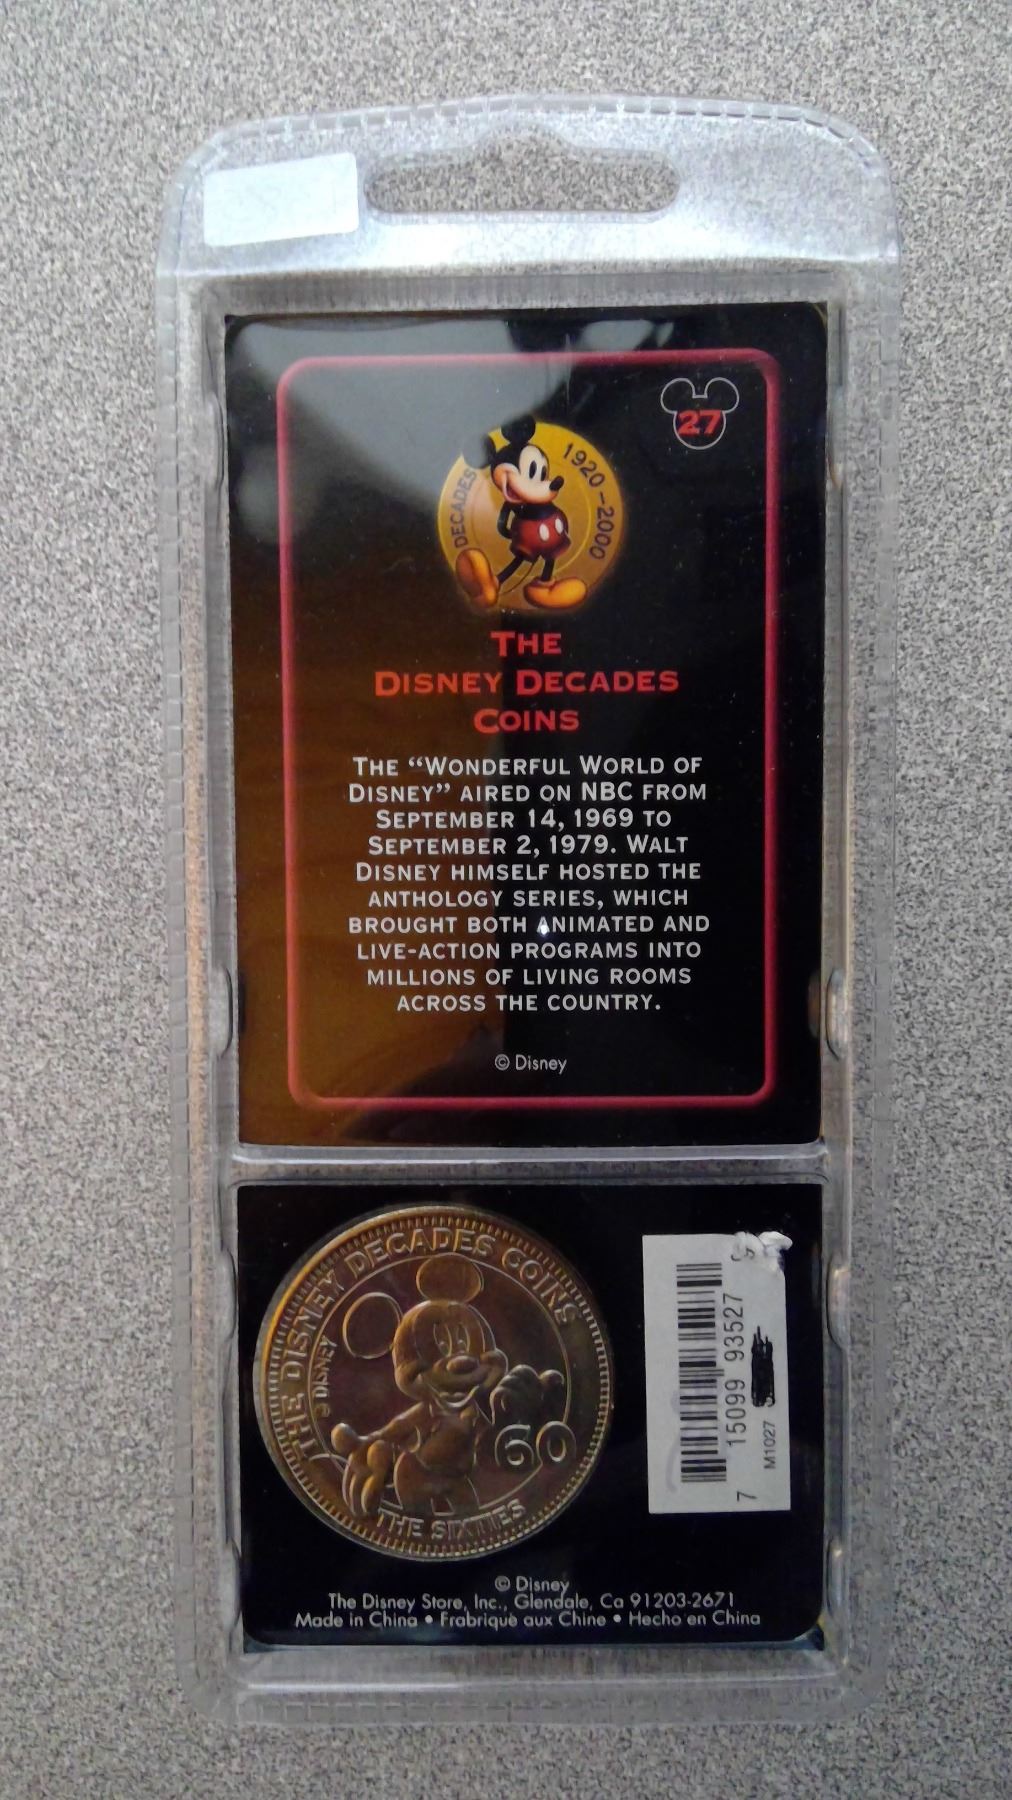 27
DECADES 1920-2000
THE
DISNEY DECADES
COINS
THE “WONDERFUL WORLD OF
DISNEY” AIRED ON NBC FROM
SEPTEMBER 14, 1969 TO
SEPTEMBER 2, 1979. WALT
DISNEY HIMSELF HOSTED THE
ANTHOLOGY SERIES, WHICH
BROUGHT BOTH ANIMATED AND
LIVE-ACTION PROGRAMS INTO
MILLIONS OF LIVING ROOMS
ACROSS THE COUNTRY.
© Disney
THE DISNEY DECADES COINS
© DISNEY
60
THE SIXTIES
7 15099 93527
M1027
© Disney
The Disney Store, Inc., Glendale, Ca 91203-2671
Made in China • Frabriqué aux Chine • Hecho en China